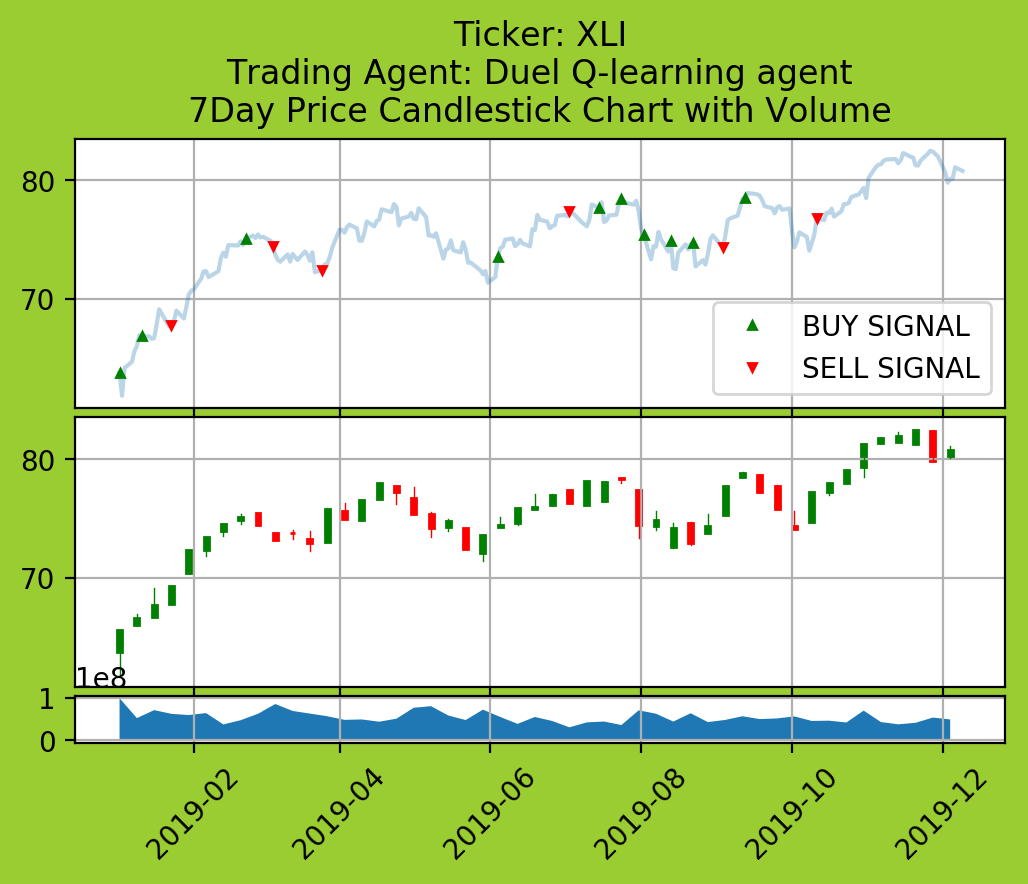 Ticker: XLI
Trading Agent: Duel Q-learning agent
7Day Price Candlestick Chart with Volume
80
70
BUY SIGNAL
SELL SIGNAL
80
70
1e8
1
0
2019-02
2019-04
2019-06
2019-08
2019-10
2019-12